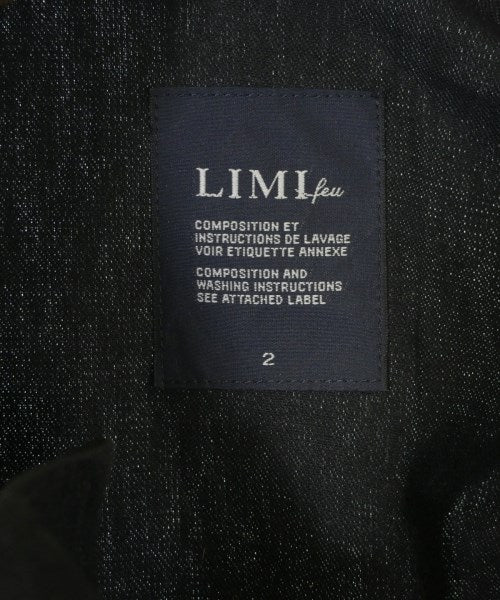 LIMI feu
COMPOSITION ET
INSTRUCTIONS DE LAVAGE
VOIR ETIQUETTE ANNEXE
COMPOSITION AND
WASHING INSTRUCTIONS
SEE ATTACHED LABEL
2